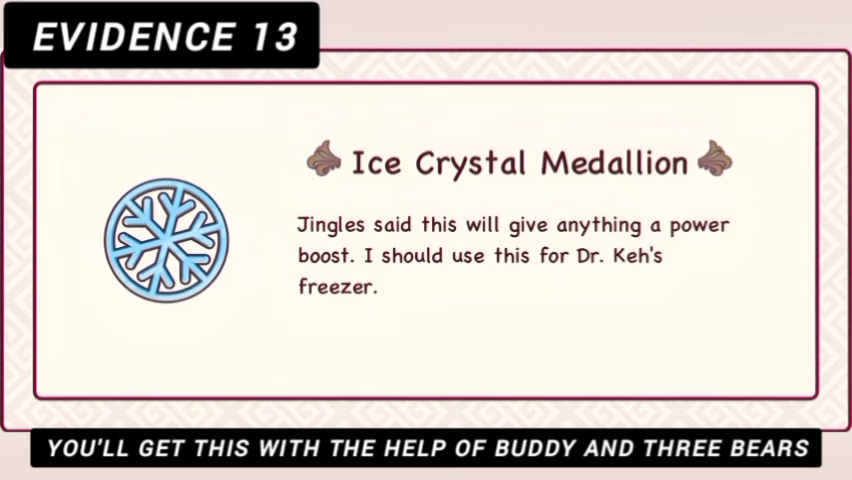 EVIDENCE 13
Ice Crystal Medallion
Jingles said this will give anything a power
boost. I should use this for Dr. Keh's
freezer.
YOU'LL GET THIS WITH THE HELP OF BUDDY AND THREE BEARS